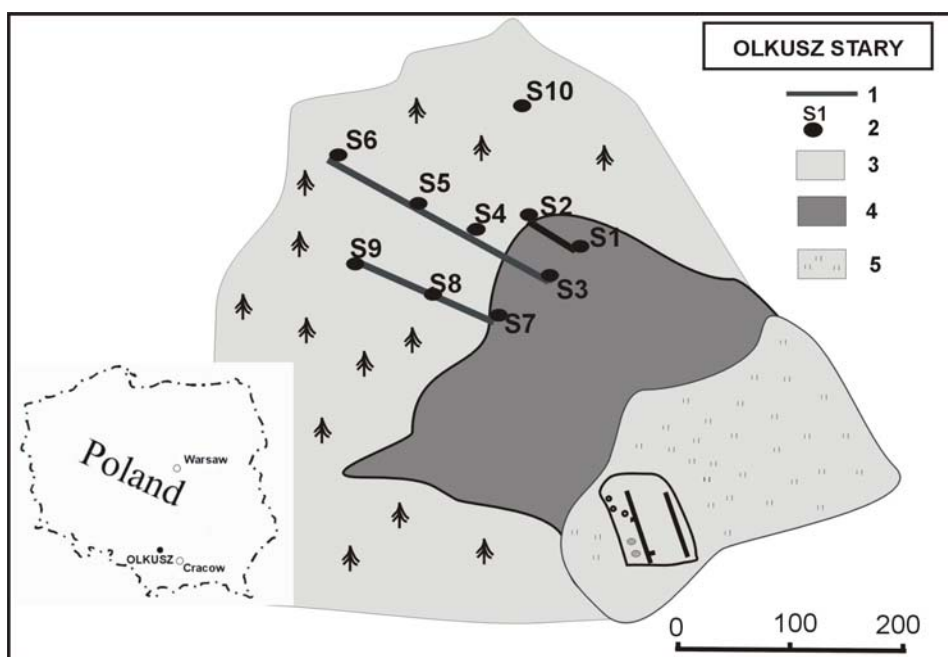 OLKUSZ STARY
1
S1
2
3
4
5
S10
S6
S5
S4
S2
S1
S3
S9
S8
S7
Poland
Warsaw
OLKUSZ
Cracow
0 100 200